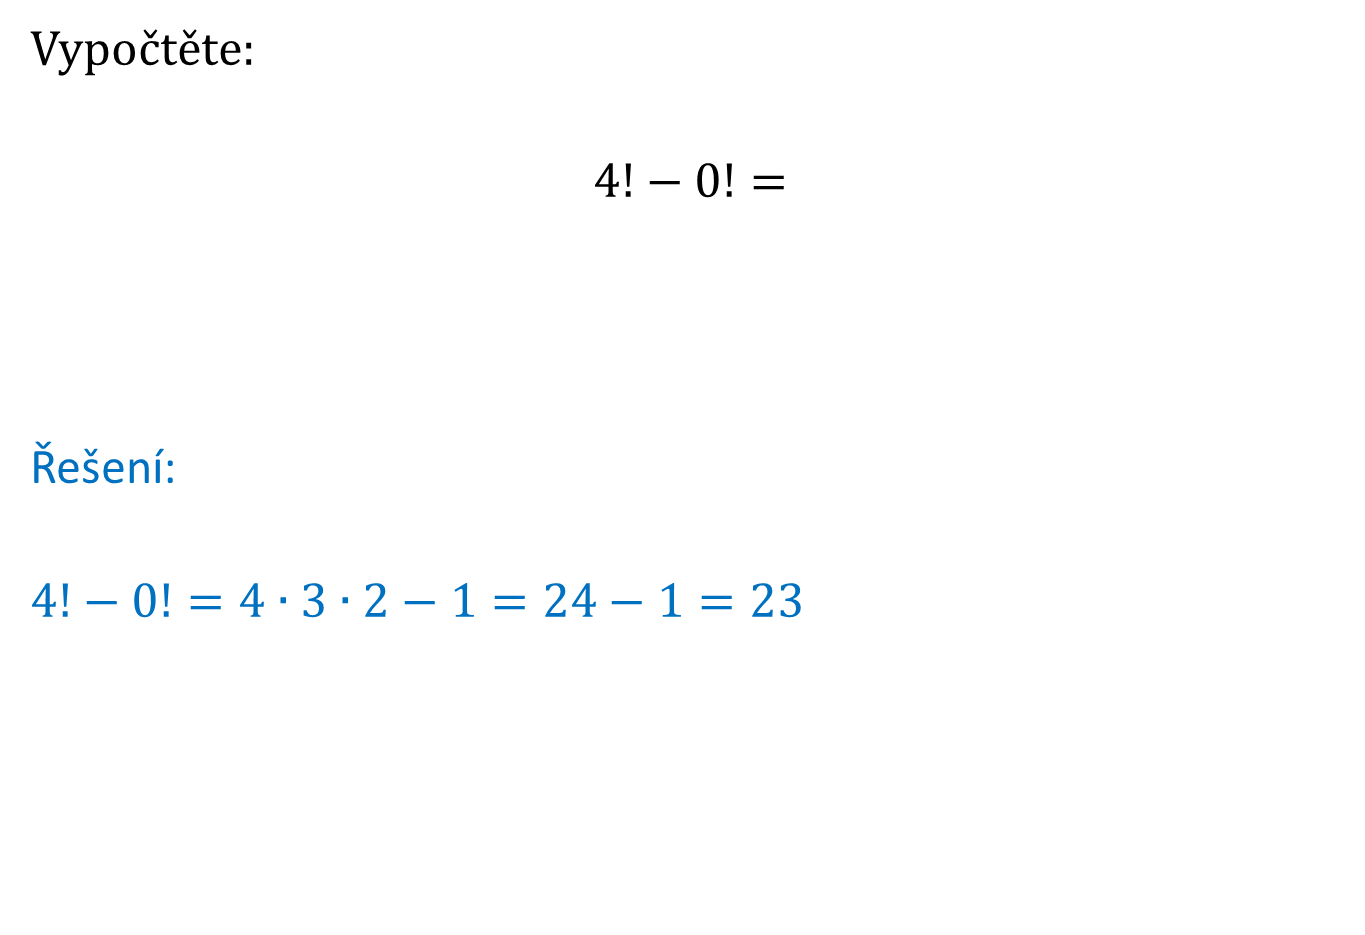 Vypočtěte:
4! − 0! =
Řešení:
4! − 0! = 4 ∙ 3 ∙ 2 − 1 = 24 − 1 = 23